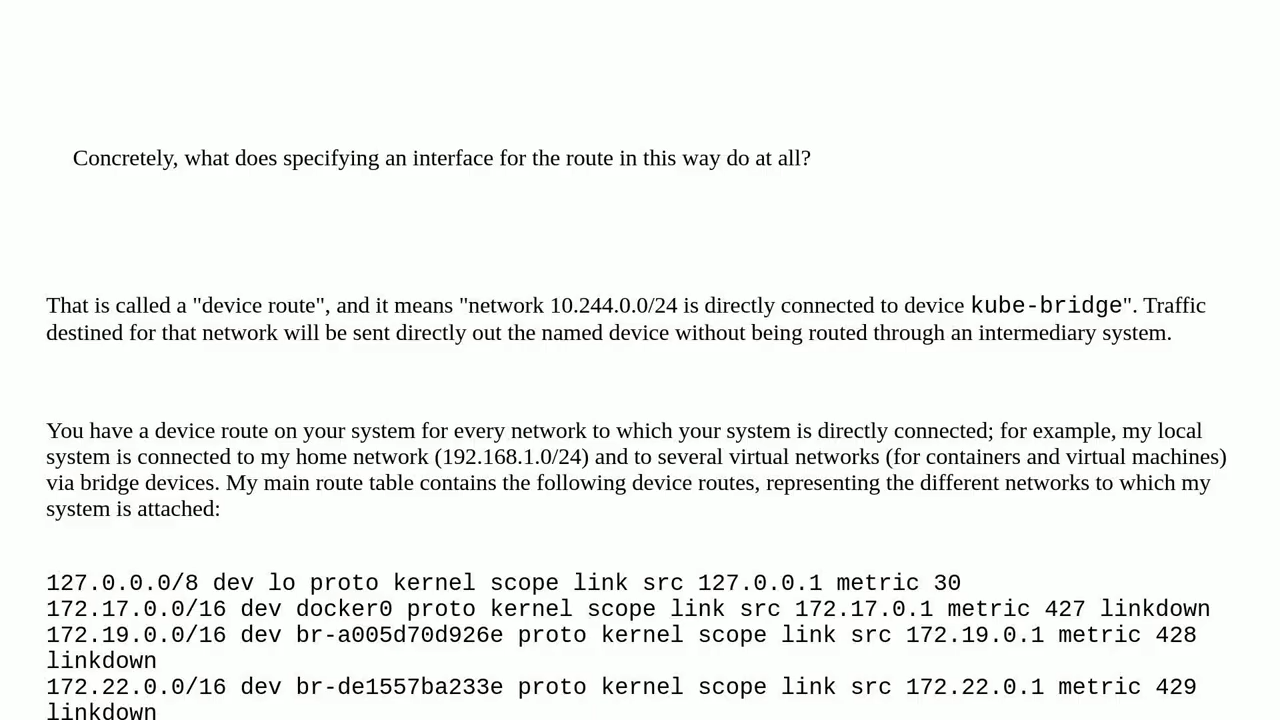 Concretely, what does specifying an interface for the route in this way do at all?
That is called a "device route", and it means "network 10.244.0.0/24 is directly connected to device kube-bridge". Traffic
destined for that network will be sent directly out the named device without being routed through an intermediary system.
You have a device route on your system for every network to which your system is directly connected; for example, my local
system is connected to my home network (192.168.1.0/24) and to several virtual networks (for containers and virtual machines)
via bridge devices. My main route table contains the following device routes, representing the different networks to which my
system is attached:
127.0.0.0/8 dev lo proto kernel scope link src 127.0.0.1 metric 30
172.17.0.0/16 dev docker0 proto kernel scope link src 172.17.0.1 metric 427 linkdown
172.19.0.0/16 dev br-a005d70d926e proto kernel scope link src 172.19.0.1 metric 428
linkdown
172.22.0.0/16 dev br-de1557ba233e proto kernel scope link src 172.22.0.1 metric 429
linkdown